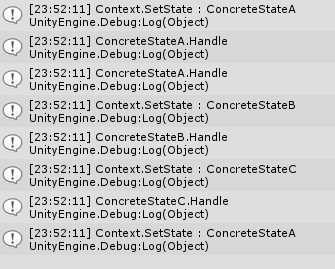 [23:52:11] Context.SetState : ConcreteStateA
UnityEngine.Debug:Log(Object)
[23:52:11] ConcreteStateA.Handle
UnityEngine.Debug:Log(Object)
[23:52:11] ConcreteStateA.Handle
UnityEngine.Debug:Log(Object)
[23:52:11] Context.SetState : ConcreteStateB
UnityEngine.Debug:Log(Object)
[23:52:11] ConcreteStateB.Handle
UnityEngine.Debug:Log(Object)
[23:52:11] Context.SetState : ConcreteStateC
UnityEngine.Debug:Log(Object)
[23:52:11] ConcreteStateC.Handle
UnityEngine.Debug:Log(Object)
[23:52:11] Context.SetState : ConcreteStateA
UnityEngine.Debug:Log(Object)